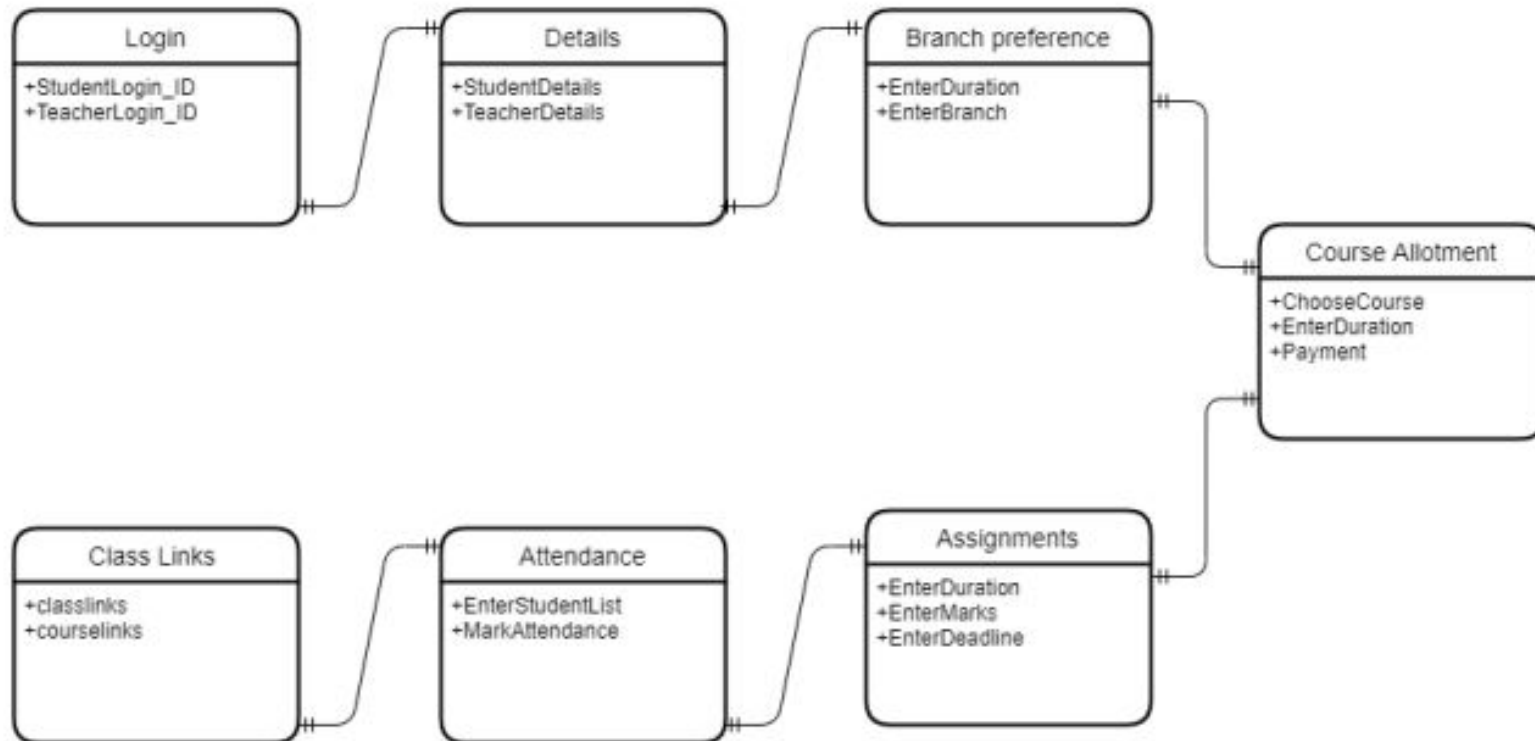 Login
+StudentLogin_ID
+TeacherLogin_ID
Details
+StudentDetails
+TeacherDetails
Branch preference
+EnterDuration
+EnterBranch
Course Allotment
+ChooseCourse
+EnterDuration
+Payment
Class Links
+classlinks
+courselinks
Attendance
+EnterStudentList
+MarkAttendance
Assignments
+EnterDuration
+EnterMarks
+EnterDeadline